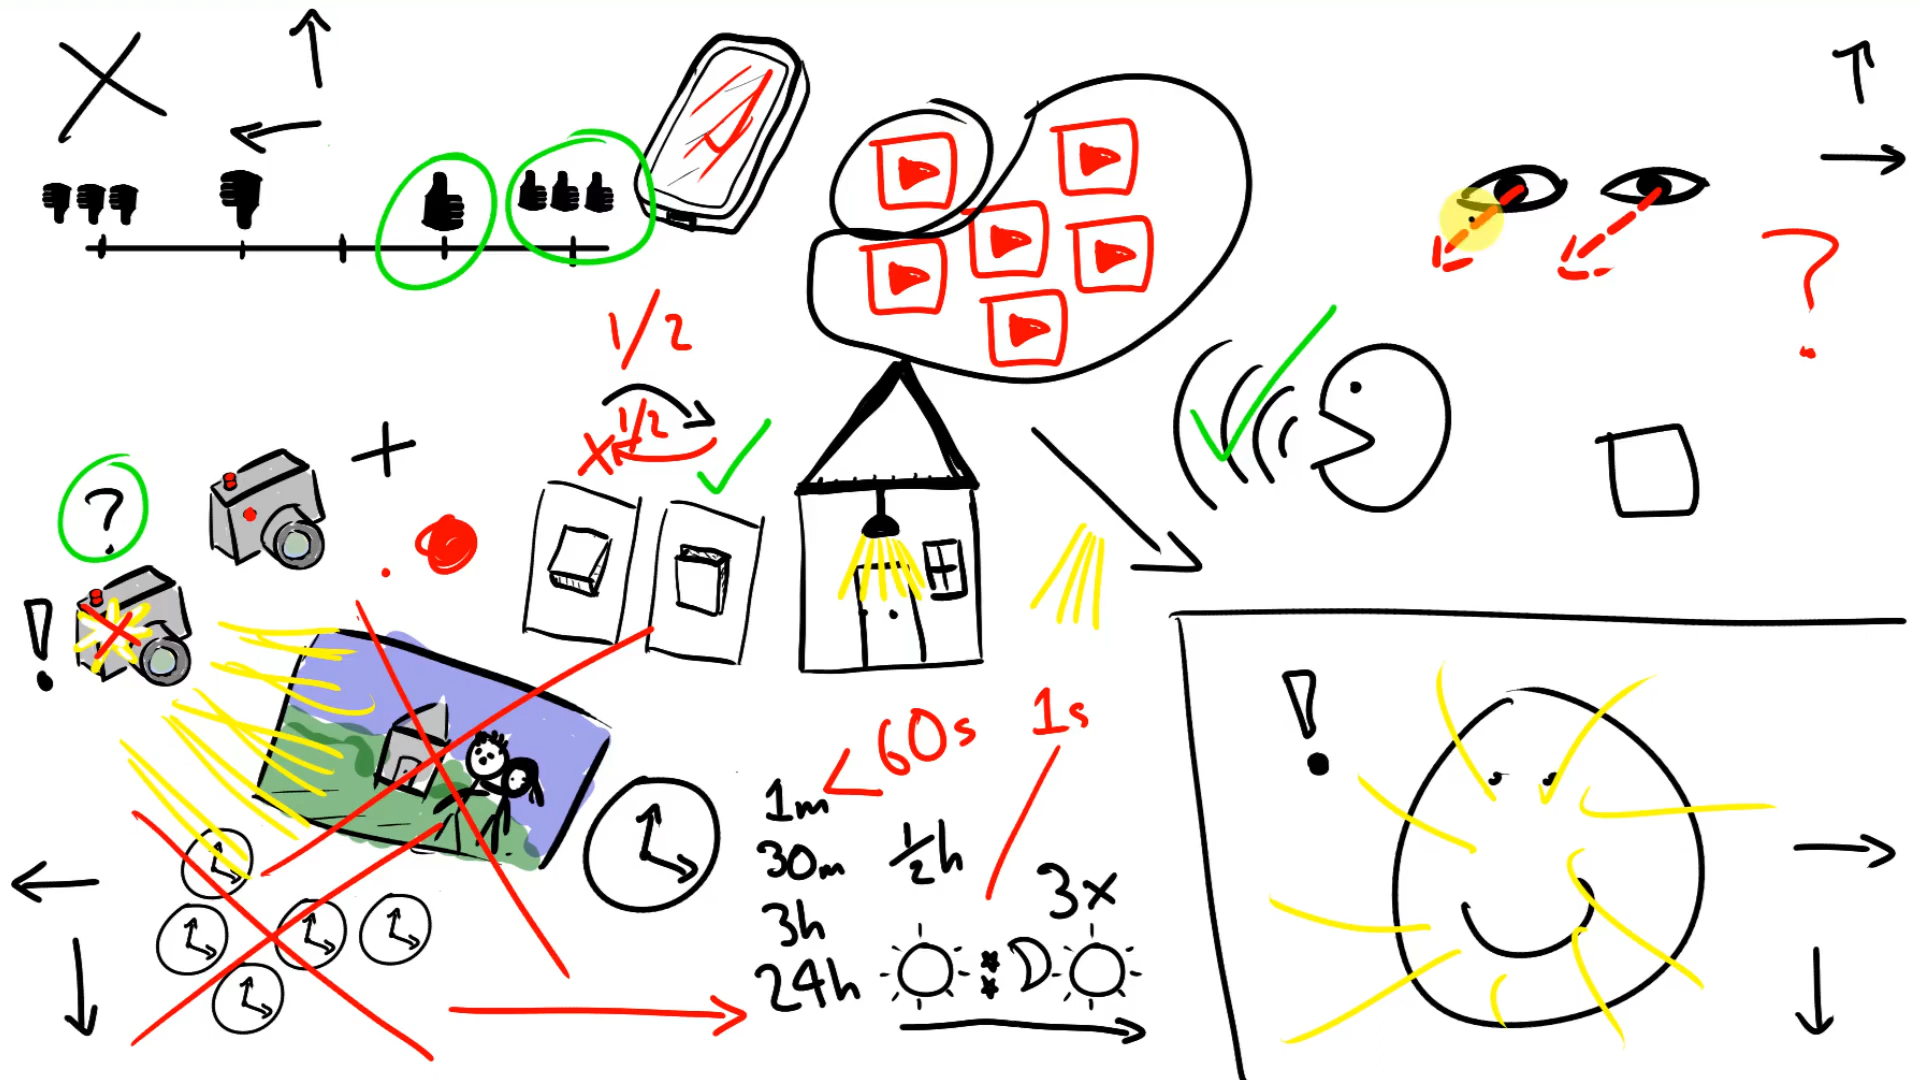 ?
1/2
1/2
+
?
!
60s
1s
1m
30m
½h
3h
3x
24h
!